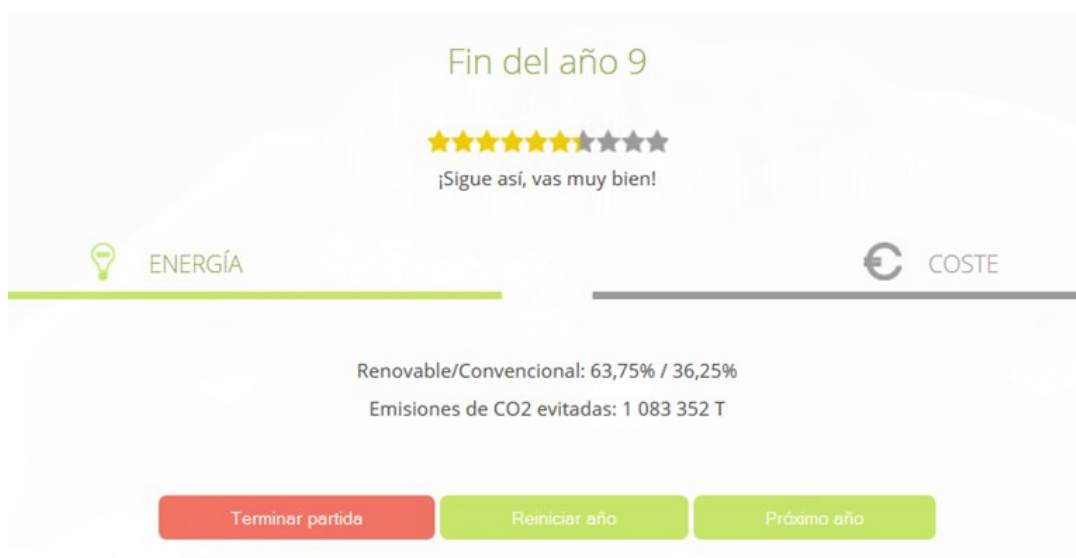 Fin del año 9
¡Sigue así, vas muy bien!
ENERGÍA
COSTE
Renovable/Convencional: 63,75% / 36,25%
Emisiones de CO2 evitadas: 1 083 352 T
Terminar partida
Reiniciar año
Próximo año